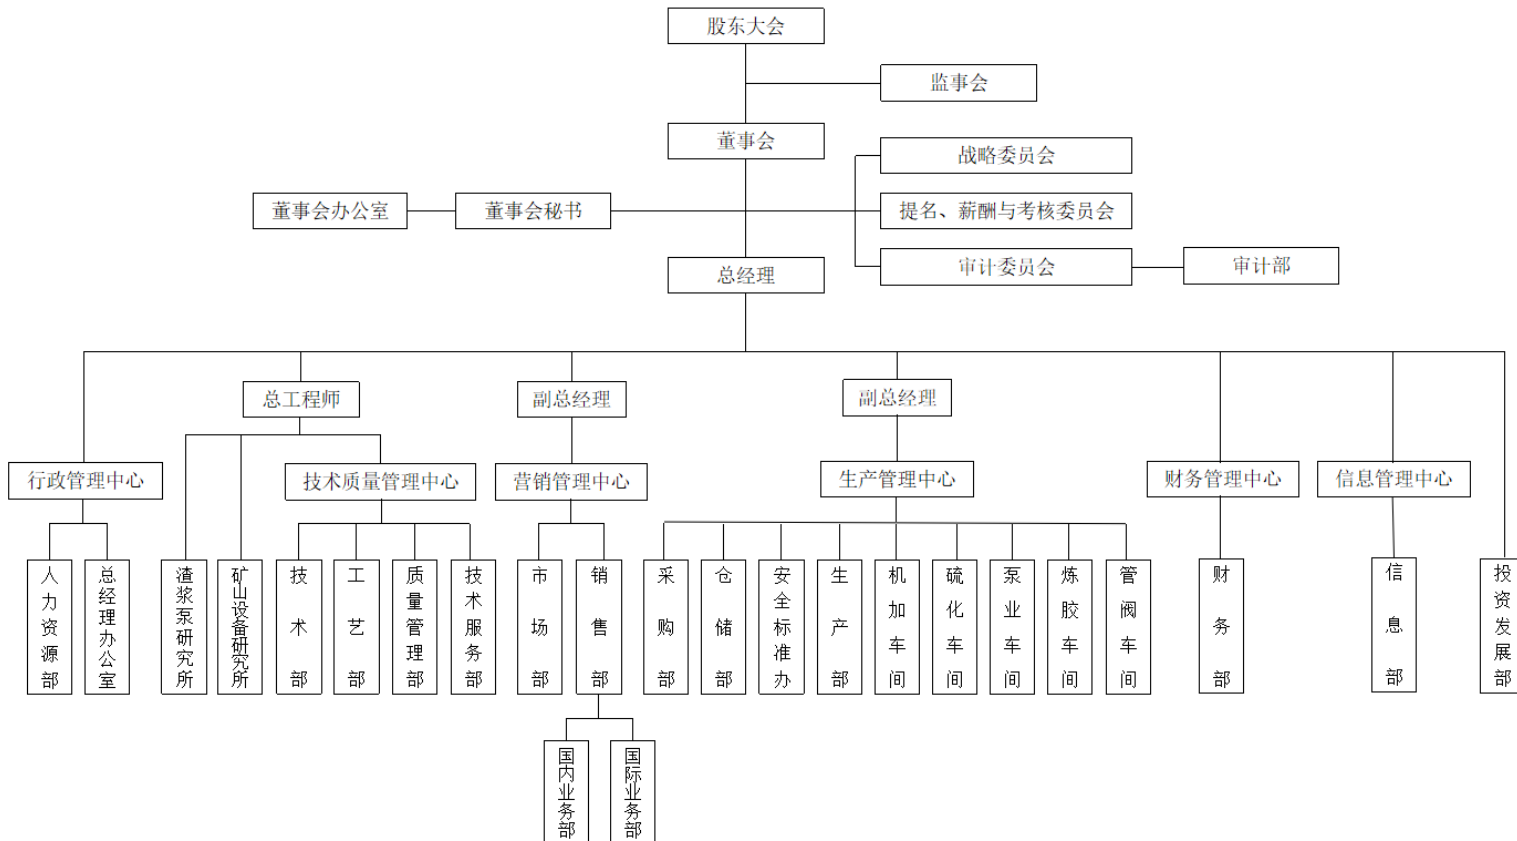 股东大会
监事会
董事会
战略委员会
董事会办公室
董事会秘书
提名、薪酬与考核委员会
总经理
审计委员会
审计部
总工程师
副总经理
副总经理
行政管理中心
技术质量管理中心
营销管理中心
生产管理中心
财务管理中心
信息管理中心
人力资源部
总经理办公室
渣浆泵研究所
矿山设备研究所
技术部
工艺部
质量管理部
技术服务部
市场部
销售部
采购部
仓储部
安全标准办
生产部
机加车间
硫化车间
泵业车间
炼胶车间
管阀车间
财务部
信息部
投资发展部
国内业务部
国际业务部